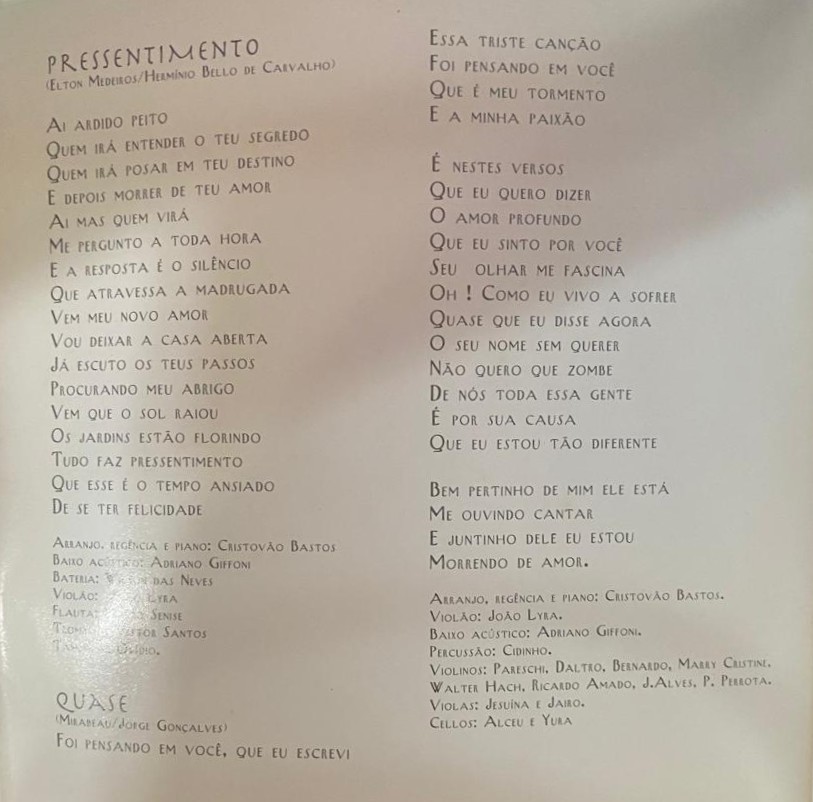 PRESSENTIMENTO
(ELTON MEDEIROS/HERMÍNIO BELLO DE CARVALHO)
AI ARDIDO PEITO
QUEM IRÁ ENTENDER O TEU SEGREDO
QUEM IRÁ POSAR EM TEU DESTINO
E DEPOIS MORRER DE TEU AMOR
AI MAS QUEM VIRÁ
ME PERGUNTO A TODA HORA
E A RESPOSTA É O SILÊNCIO
QUE ATRAVESSA A MADRUGADA
VEM MEU NOVO AMOR
VOU DEIXAR A CASA ABERTA
JÁ ESCUTO OS TEUS PASSOS
PROCURANDO MEU ABRIGO
VEM QUE O SOL RAIOU
OS JARDINS ESTÃO FLORINDO
TUDO FAZ PRESSENTIMENTO
QUE ESSE É O TEMPO ANSIADO
DE SE TER FELICIDADE
ARRANJO, REGÊNCIA E PIANO: CRISTOVÃO BASTOS
BAIXO ACÚSTICO: ADRIANO GIFFONI
BATERIA: DAS NEVES
VIOLÃO: LYRA
FLAUTA: SENISE
SANTOS
QUASE
(MIRABEAU/JORGE GONÇALVES)
FOI PENSANDO EM VOCÊ, QUE EU ESCREVI
ESSA TRISTE CANÇÃO
FOI PENSANDO EM VOCÊ
QUE É MEU TORMENTO
E A MINHA PAIXÃO
É NESTES VERSOS
QUE EU QUERO DIZER
O AMOR PROFUNDO
QUE EU SINTO POR VOCÊ
SEU OLHAR ME FASCINA
OH ! COMO EU VIVO A SOFRER
QUASE QUE EU DISSE AGORA
O SEU NOME SEM QUERER
NÃO QUERO QUE ZOMBE
DE NÓS TODA ESSA GENTE
É POR SUA CAUSA
QUE EU ESTOU TÃO DIFERENTE
BEM PERTINHO DE MIM ELE ESTÁ
ME OUVINDO CANTAR
E JUNTINHO DELE EU ESTOU
MORRENDO DE AMOR.
ARRANJO, REGÊNCIA E PIANO: CRISTOVÃO BASTOS.
VIOLÃO: JOÃO LYRA.
BAIXO ACÚSTICO: ADRIANO GIFFONI.
PERCUSSÃO: CIDINHO.
VIOLINOS: PARESCHI, DALTRO, BERNARDO, MARRY CRISTINE,
WALTER HACH, RICARDO AMADO, J.ALVES, P. PERROTA.
VIOLAS: JESUÍNA E JAIRO.
CELLOS: ALCEU E YURA